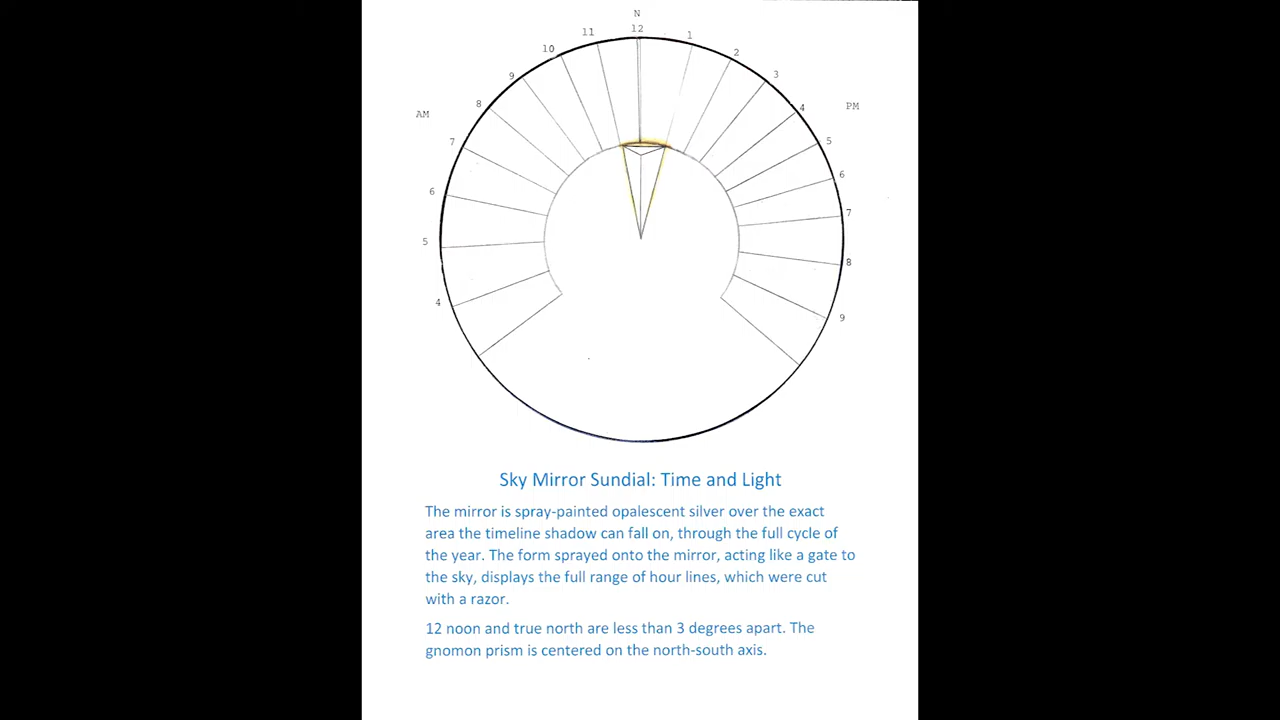 N
12
11
1
10
2
9
3
8
4
AM
PM
7
5
6
6
5
7
8
4
9
Sky Mirror Sundial: Time and Light
The mirror is spray-painted opalescent silver over the exact
area the timeline shadow can fall on, through the full cycle of
the year. The form sprayed onto the mirror, acting like a gate to
the sky, displays the full range of hour lines, which were cut
with a razor.
12 noon and true north are less than 3 degrees apart. The
gnomon prism is centered on the north-south axis.